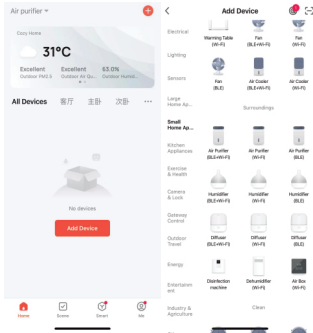 Air purifier
Cozy Home
31°C
Excellent
Outdoor PM2.5
Excellent
Outdoor Air Qu...
63.0%
Outdoor Humid...
All Devices
客厅
主卧
次卧
...
No devices
Add Device
Home
Scene
Smart
Me
Add Device
Electrical
Lighting
Sensors
Large
Home Ap...
Small
Home Ap...
Kitchen
Appliances
Exercise
& Health
Camera
& Lock
Gateway
Control
Outdoor
Travel
Energy
Entertainm
ent
Industry &
Agriculture
Warming Table
(Wi-Fi)
Fan
(BLE+Wi-Fi)
Fan
(Wi-Fi)
Fan
(BLE)
Air Cooler
(BLE+Wi-Fi)
Air Cooler
(Wi-Fi)
Surroundings
Air Purifier
(BLE+Wi-Fi)
Air Purifier
(Wi-Fi)
Air Purifier
(BLE)
Humidifier
(BLE+Wi-Fi)
Humidifier
(Wi-Fi)
Humidifier
(BLE)
Diffuser
(BLE+Wi-Fi)
Diffuser
(Wi-Fi)
Diffuser
(BLE)
Disinfection
machine
Dehumidifier
(Wi-Fi)
Air Box
(Wi-Fi)
Clean